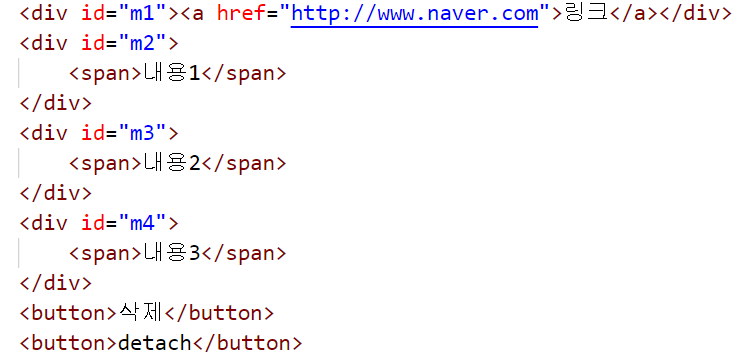 <div id="m1"><a href="http://www.naver.com">링크</a></div>
<div id="m2">
<span>내용1</span>
</div>
<div id="m3">
<span>내용2</span>
</div>
<div id="m4">
<span>내용3</span>
</div>
<button>삭제</button>
<button>detach</button>